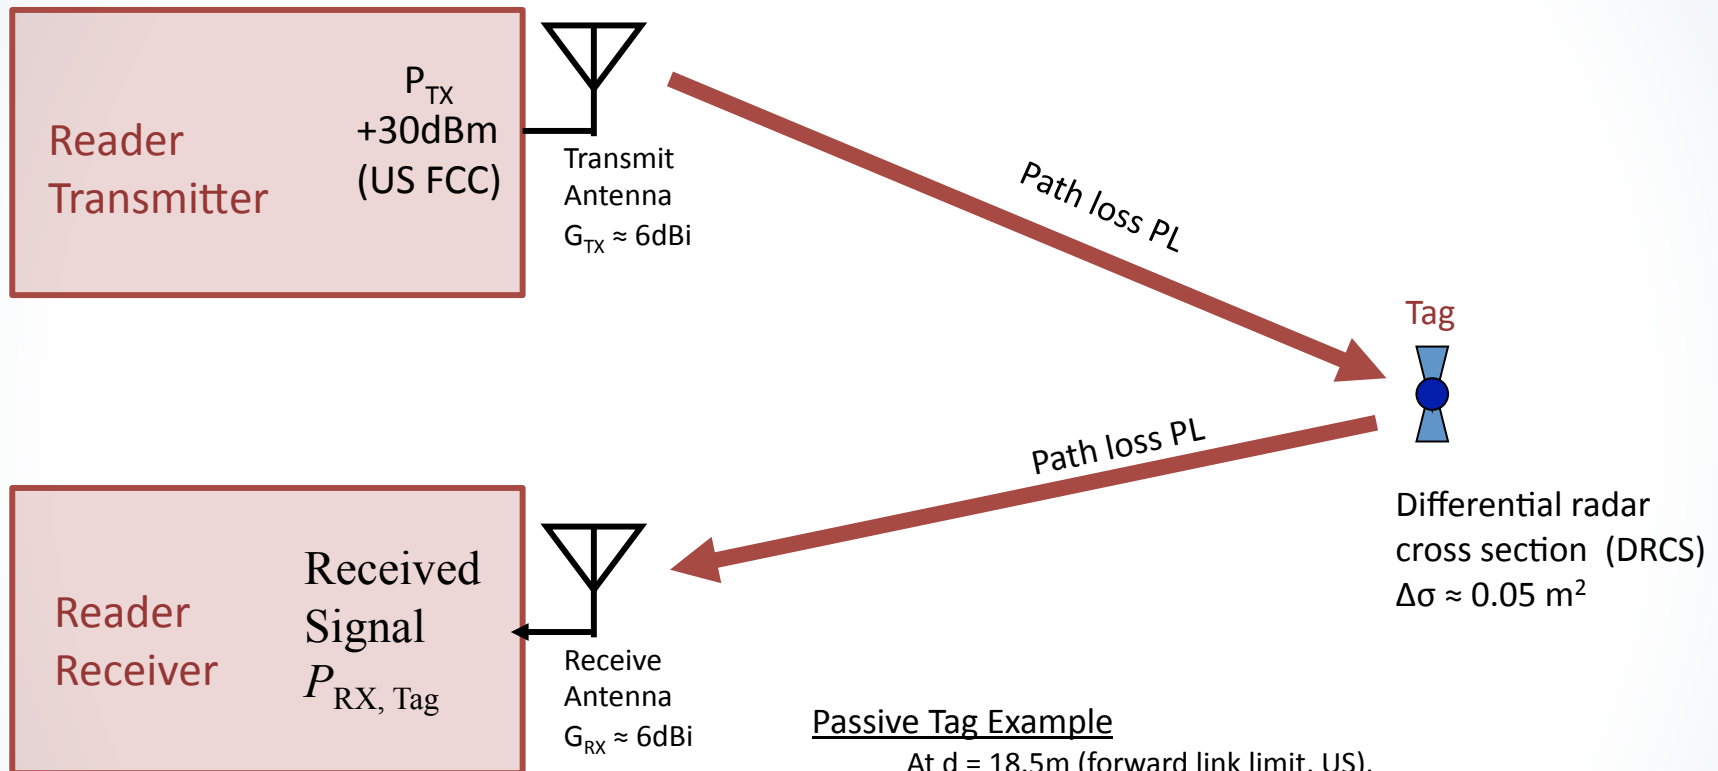 Reader
Transmitter
P_TX
+30dBm
(US FCC)
Transmit
Antenna
G_TX ≈ 6dBi
Path loss PL
Tag
Path loss PL
Differential radar
cross section (DRCS)
Δσ ≈ 0.05 m²
Reader
Receiver
Received
Signal
P_RX, Tag
Receive
Antenna
G_RX ≈ 6dBi
Passive Tag Example
At d = 18.5m (forward link limit, US),